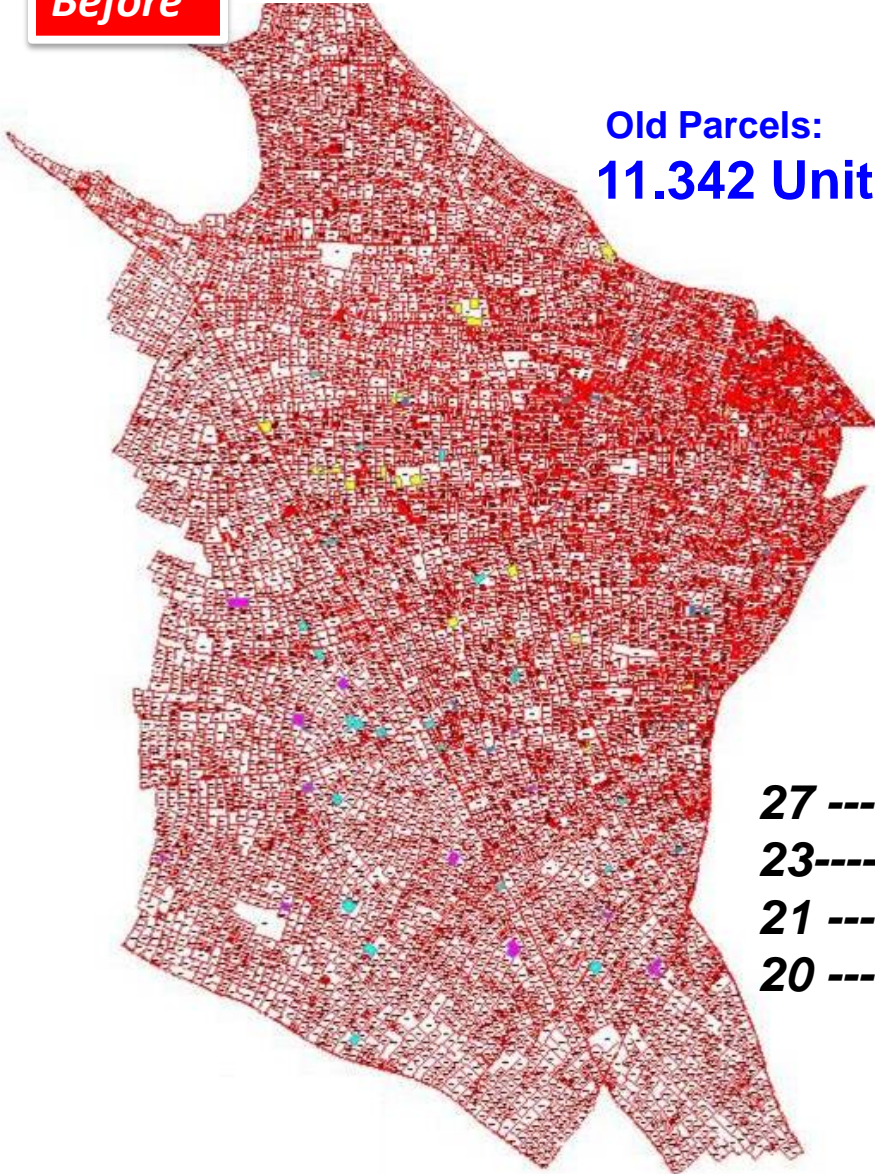 Before
Old Parcels:
11.342 Unit
27 ---
23----
21 ---
20 ---